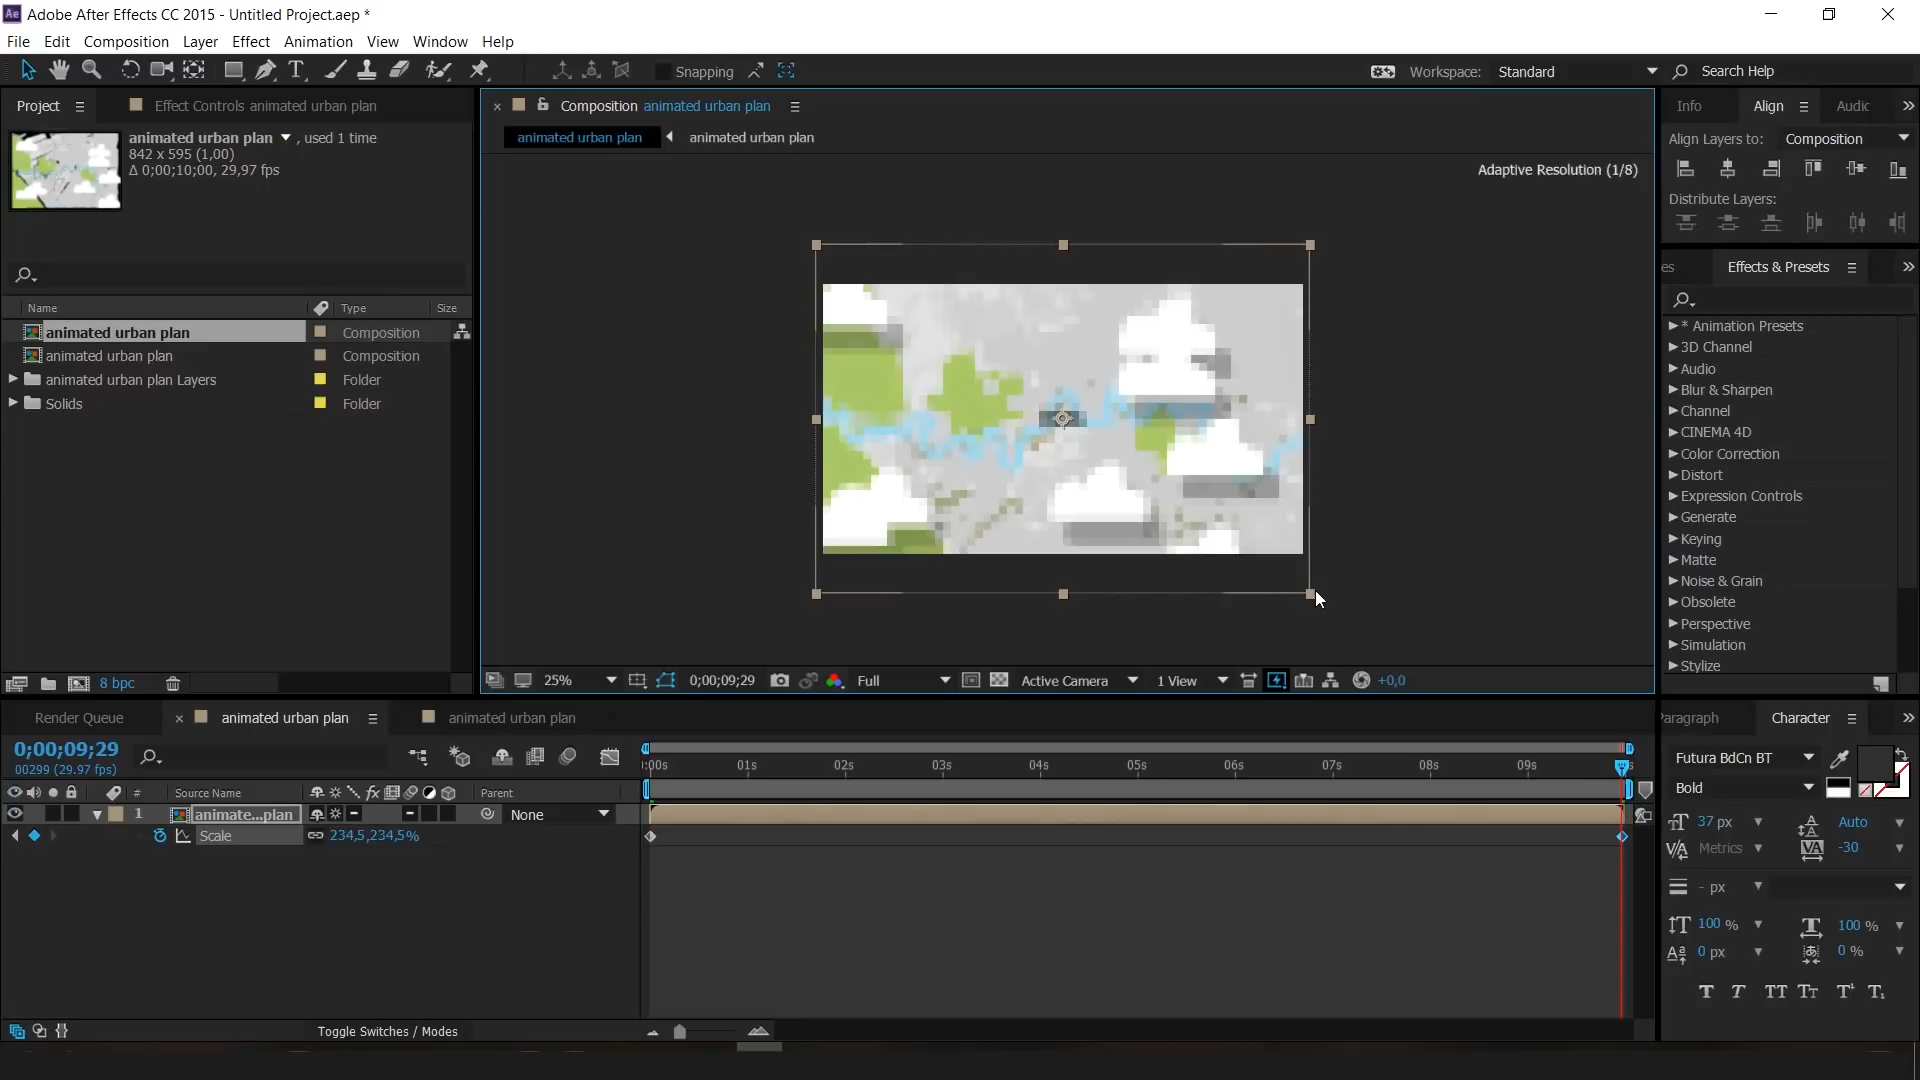 Adobe After Effects CC 2015 - Untitled Project.aep *
File Edit Composition Layer Effect Animation View Window Help
Snapping Workspace: Standard Search Help
Project Effect Controls animated urban plan
animated urban plan , used 1 time
842 x 595 (1,00)
Δ 0;00;10;00, 29,97 fps
Name Type Size
animated urban plan Composition
animated urban plan Composition
animated urban plan Layers Folder
Solids Folder
8 bpc
Composition animated urban plan
animated urban plan animated urban plan
Adaptive Resolution (1/8)
25% 0;00;09;29 Full Active Camera 1 View +0,0
Info Align Audic
Align Layers to: Composition
Distribute Layers:
es Effects & Presets
* Animation Presets
3D Channel
Audio
Blur & Sharpen
Channel
CINEMA 4D
Color Correction
Distort
Expression Controls
Generate
Keying
Matte
Noise & Grain
Obsolete
Perspective
Simulation
Stylize
Render Queue animated urban plan animated urban plan
0;00;09;29
00299 (29.97 fps)
:00s 01s 02s 03s 04s 05s 06s 07s 08s 09s
# Source Name Parent
1 animate...plan None
Scale 234,5,234,5%
Toggle Switches / Modes
Paragraph Character
Futura BdCn BT
Bold
37 px Auto
Metrics -30
- px
100 % 100 %
0 px 0 %